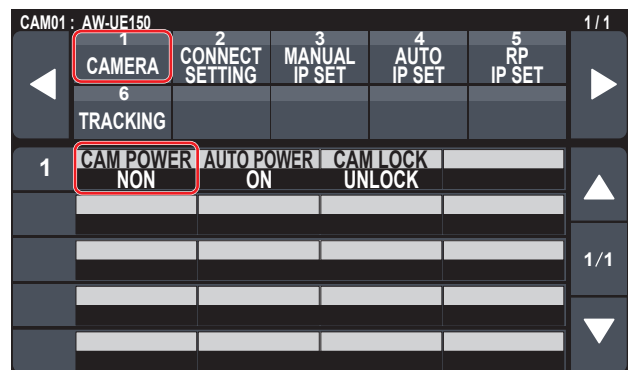 CAM01 : AW-UE150 1 / 1
1 2 3 4 5
CAMERA CONNECT SETTING MANUAL IP SET AUTO IP SET RP IP SET
6
TRACKING
1 CAM POWER AUTO POWER CAM LOCK
NON ON UNLOCK
1/1